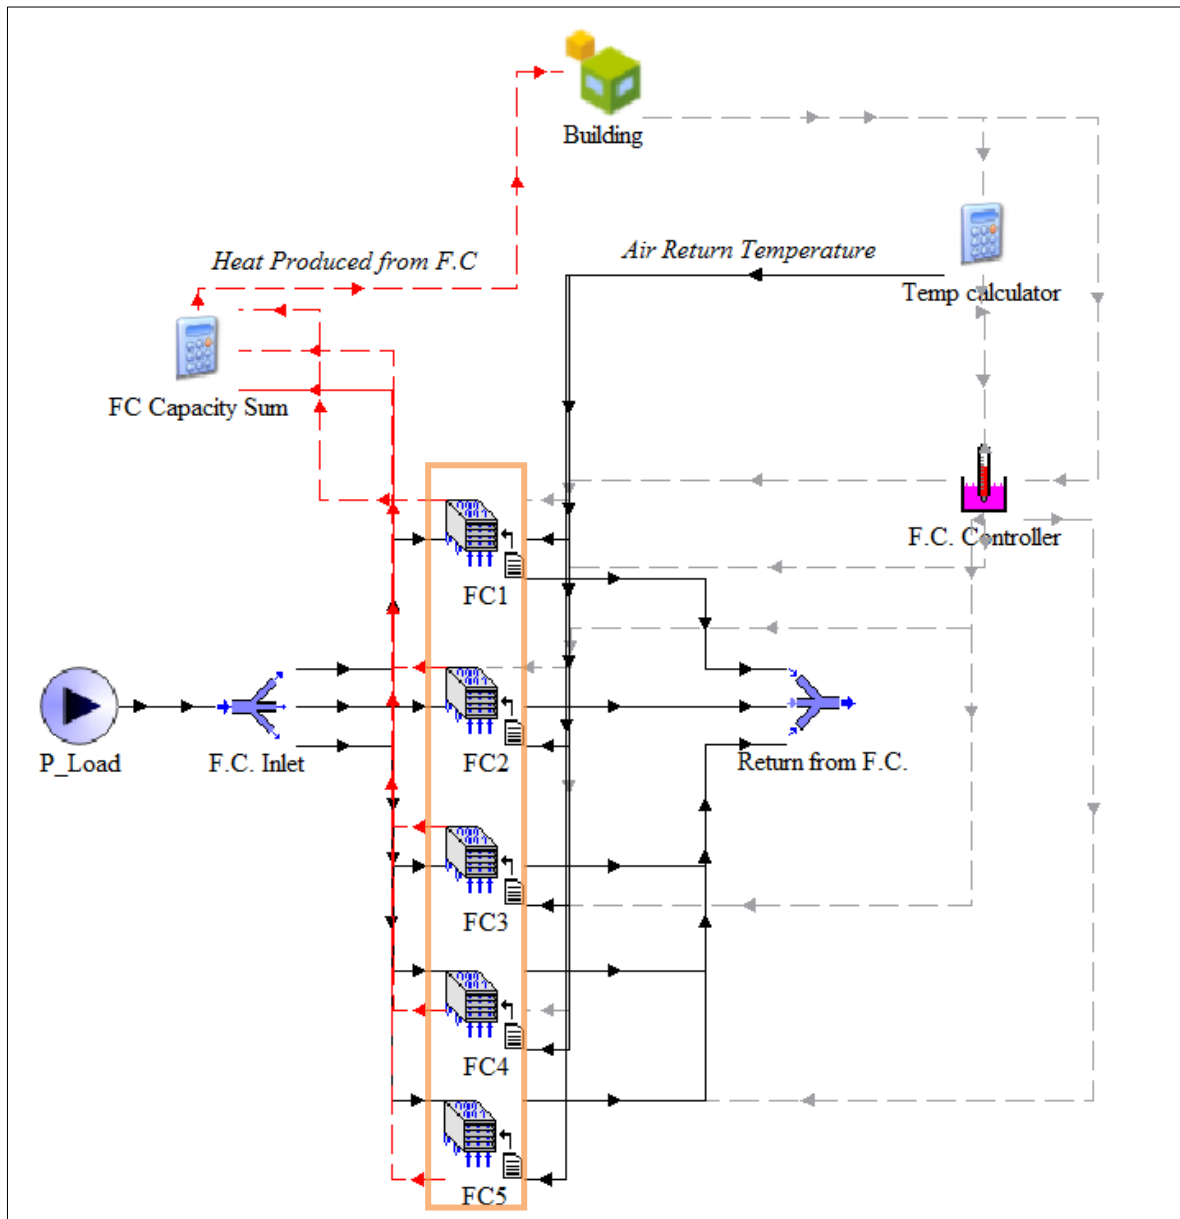 Building
Heat Produced from F.C
Air Return Temperature
Temp calculator
FC Capacity Sum
F.C. Controller
FC1
P_Load
F.C. Inlet
FC2
Return from F.C.
FC3
FC4
FC5